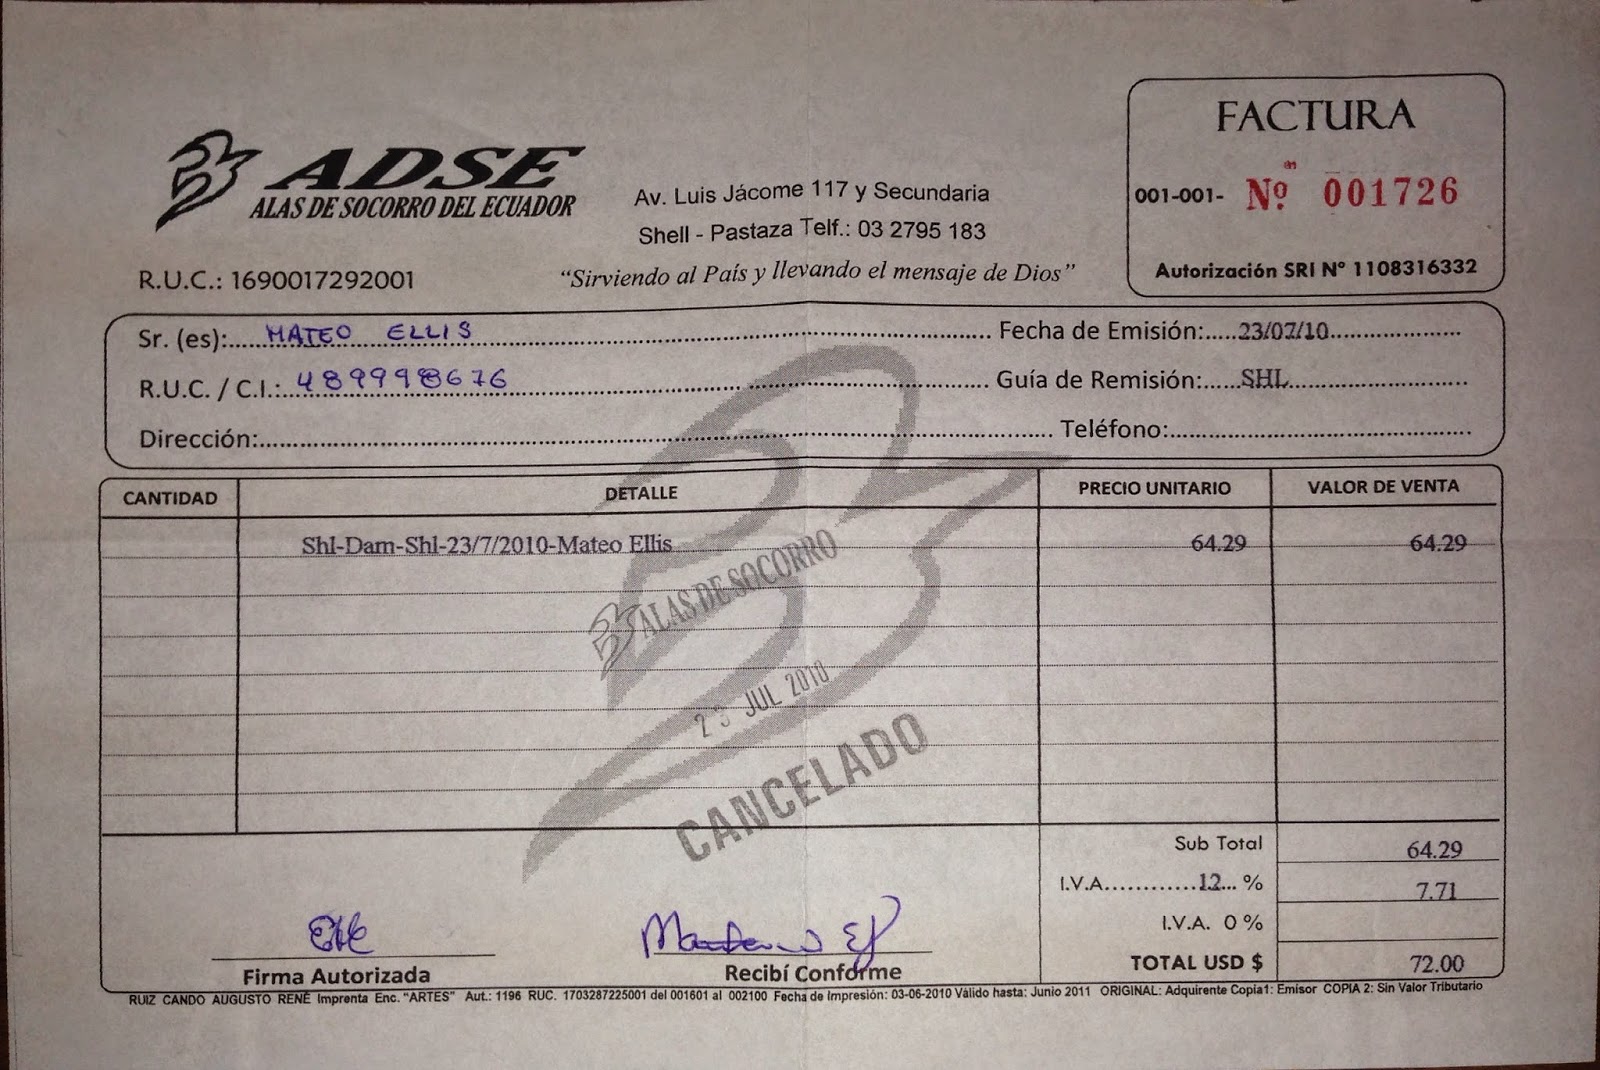 FACTURA
001-001- Nº 001726
Autorización SRI Nº 1108316332
ADSE
ALAS DE SOCORRO DEL ECUADOR
Av. Luis Jácome 117 y Secundaria
Shell - Pastaza Telf.: 03 2795 183
R.U.C.: 1690017292001
“Sirviendo al País y llevando el mensaje de Dios”
Sr. (es): MATEO ELLIS Fecha de Emisión: 23/07/10
R.U.C. / C.I.: 489998676 Guía de Remisión: SHL
Dirección: Teléfono:
CANTIDAD DETALLE PRECIO UNITARIO VALOR DE VENTA
Shl-Dam-Shl-23/7/2010-Mateo Ellis 64.29 64.29
ALAS DE SOCORRO
23 JUL 2010
CANCELADO
Sub Total 64.29
I.V.A............12... % 7.71
I.V.A. 0 %
TOTAL USD $ 72.00
Firma Autorizada
Recibí Conforme
RUIZ CANDO AUGUSTO RENÉ Imprenta Enc. "ARTES" Aut.: 1196 RUC. 1703287225001 del 001601 al 002100 Fecha de Impresión: 03-06-2010 Válido hasta: Junio 2011 ORIGINAL: Adquirente Copia1: Emisor COPIA 2: Sin Valor Tributario